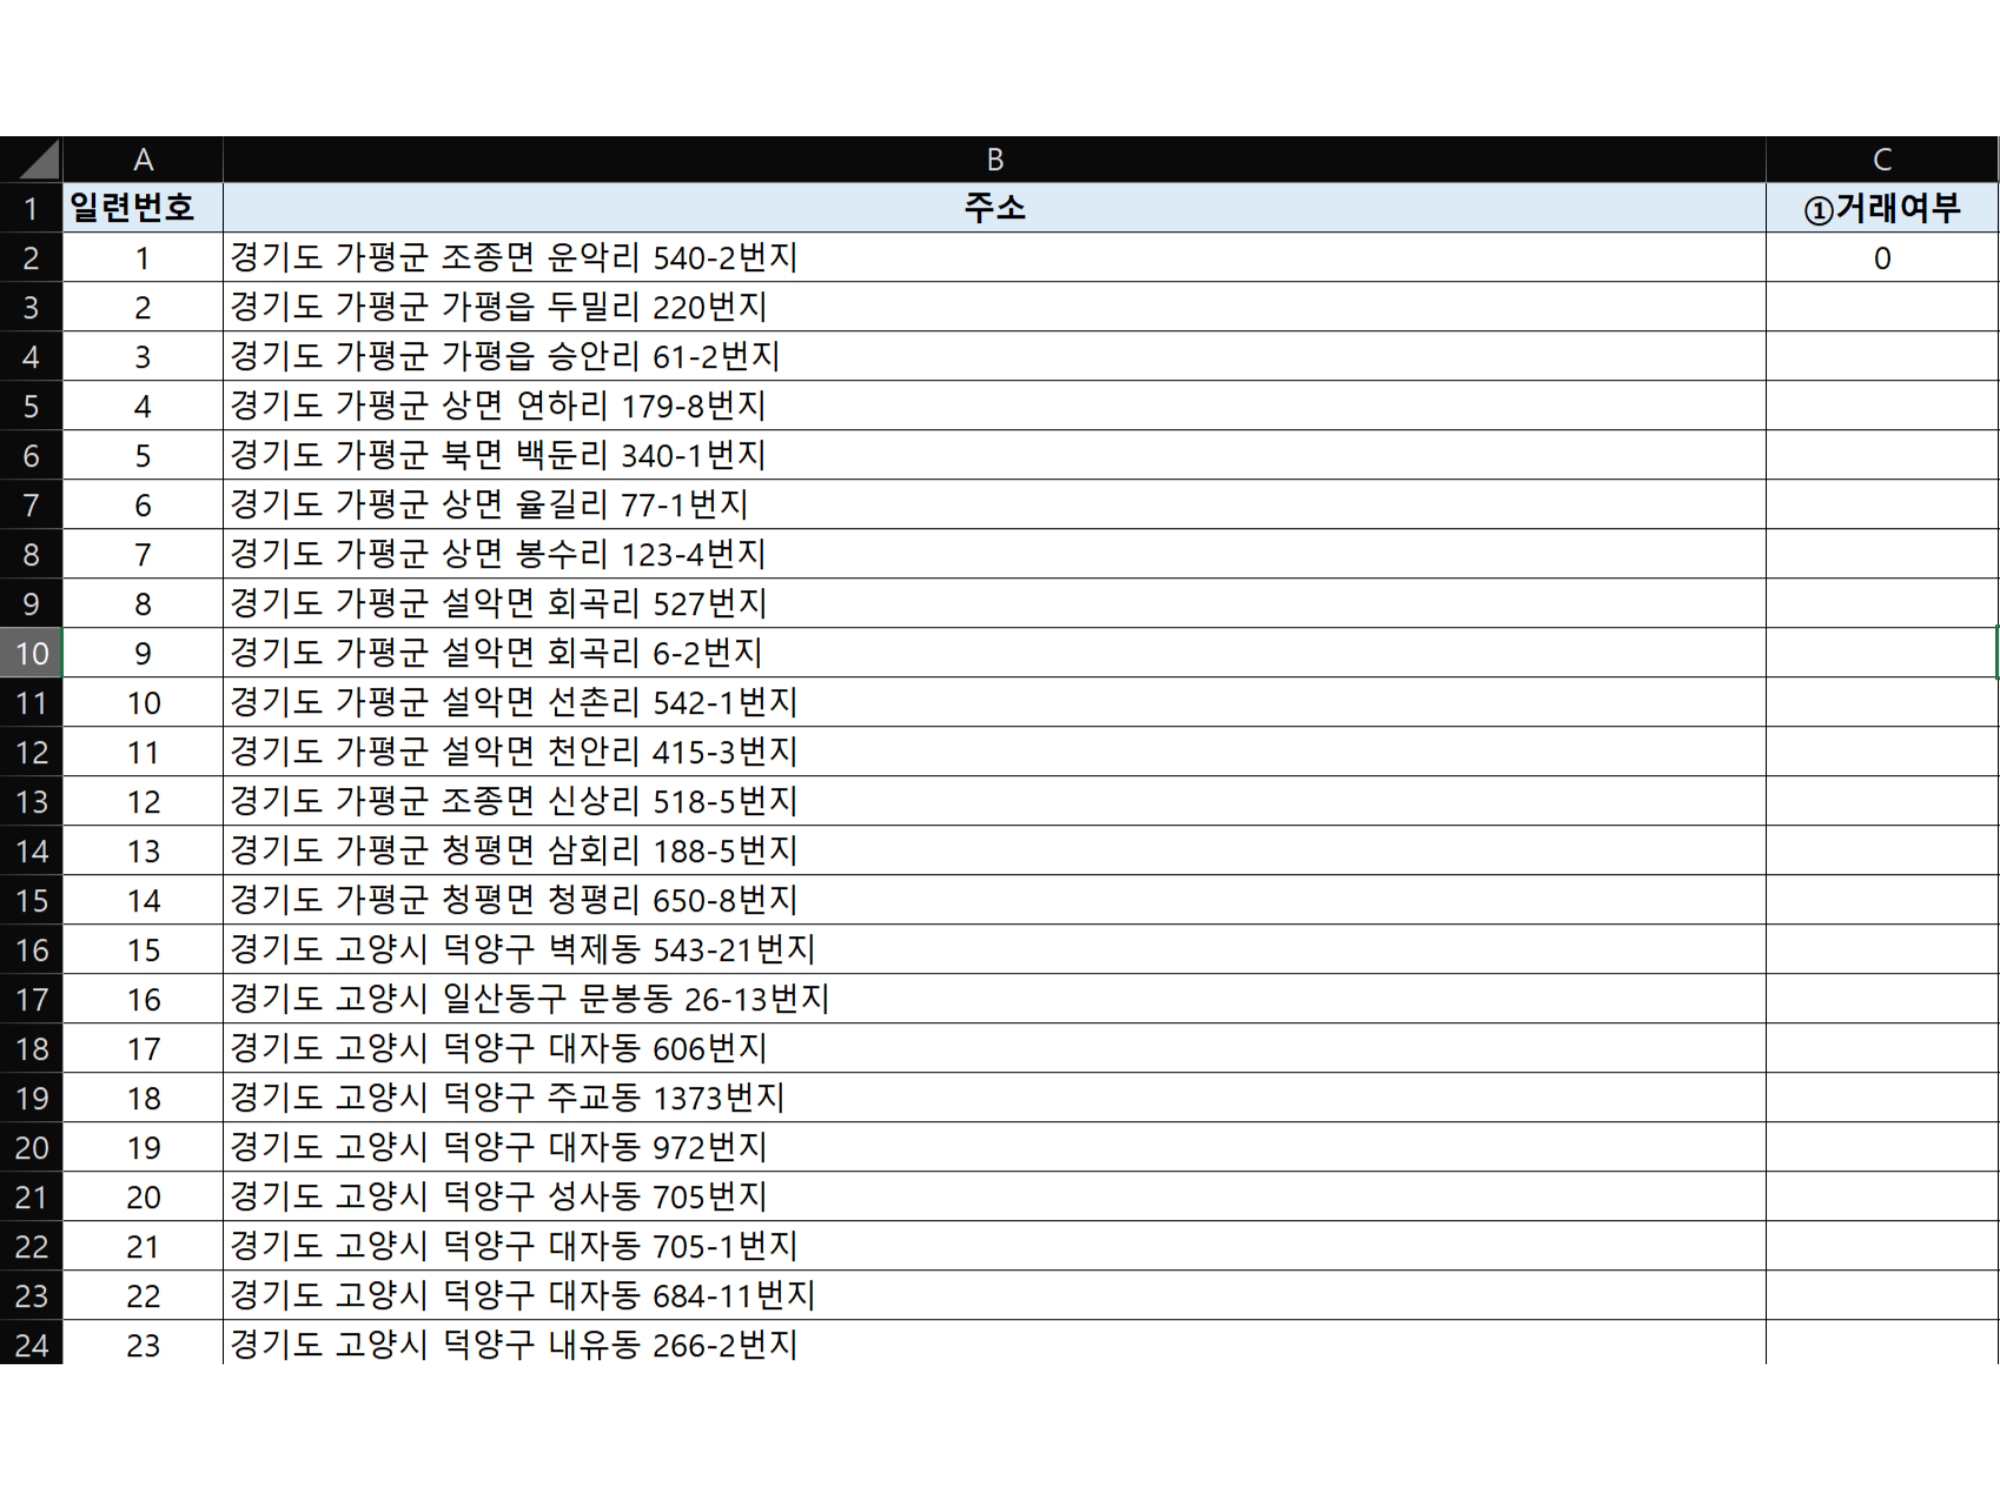 A B C
1 일련번호 주소 ①거래여부
2 1 경기도 가평군 조종면 운악리 540-2번지 0
3 2 경기도 가평군 가평읍 두밀리 220번지
4 3 경기도 가평군 가평읍 승안리 61-2번지
5 4 경기도 가평군 상면 연하리 179-8번지
6 5 경기도 가평군 북면 백둔리 340-1번지
7 6 경기도 가평군 상면 율길리 77-1번지
8 7 경기도 가평군 상면 봉수리 123-4번지
9 8 경기도 가평군 설악면 회곡리 527번지
10 9 경기도 가평군 설악면 회곡리 6-2번지
11 10 경기도 가평군 설악면 선촌리 542-1번지
12 11 경기도 가평군 설악면 천안리 415-3번지
13 12 경기도 가평군 조종면 신상리 518-5번지
14 13 경기도 가평군 청평면 삼회리 188-5번지
15 14 경기도 가평군 청평면 청평리 650-8번지
16 15 경기도 고양시 덕양구 벽제동 543-21번지
17 16 경기도 고양시 일산동구 문봉동 26-13번지
18 17 경기도 고양시 덕양구 대자동 606번지
19 18 경기도 고양시 덕양구 주교동 1373번지
20 19 경기도 고양시 덕양구 대자동 972번지
21 20 경기도 고양시 덕양구 성사동 705번지
22 21 경기도 고양시 덕양구 대자동 705-1번지
23 22 경기도 고양시 덕양구 대자동 684-11번지
24 23 경기도 고양시 덕양구 내유동 266-2번지